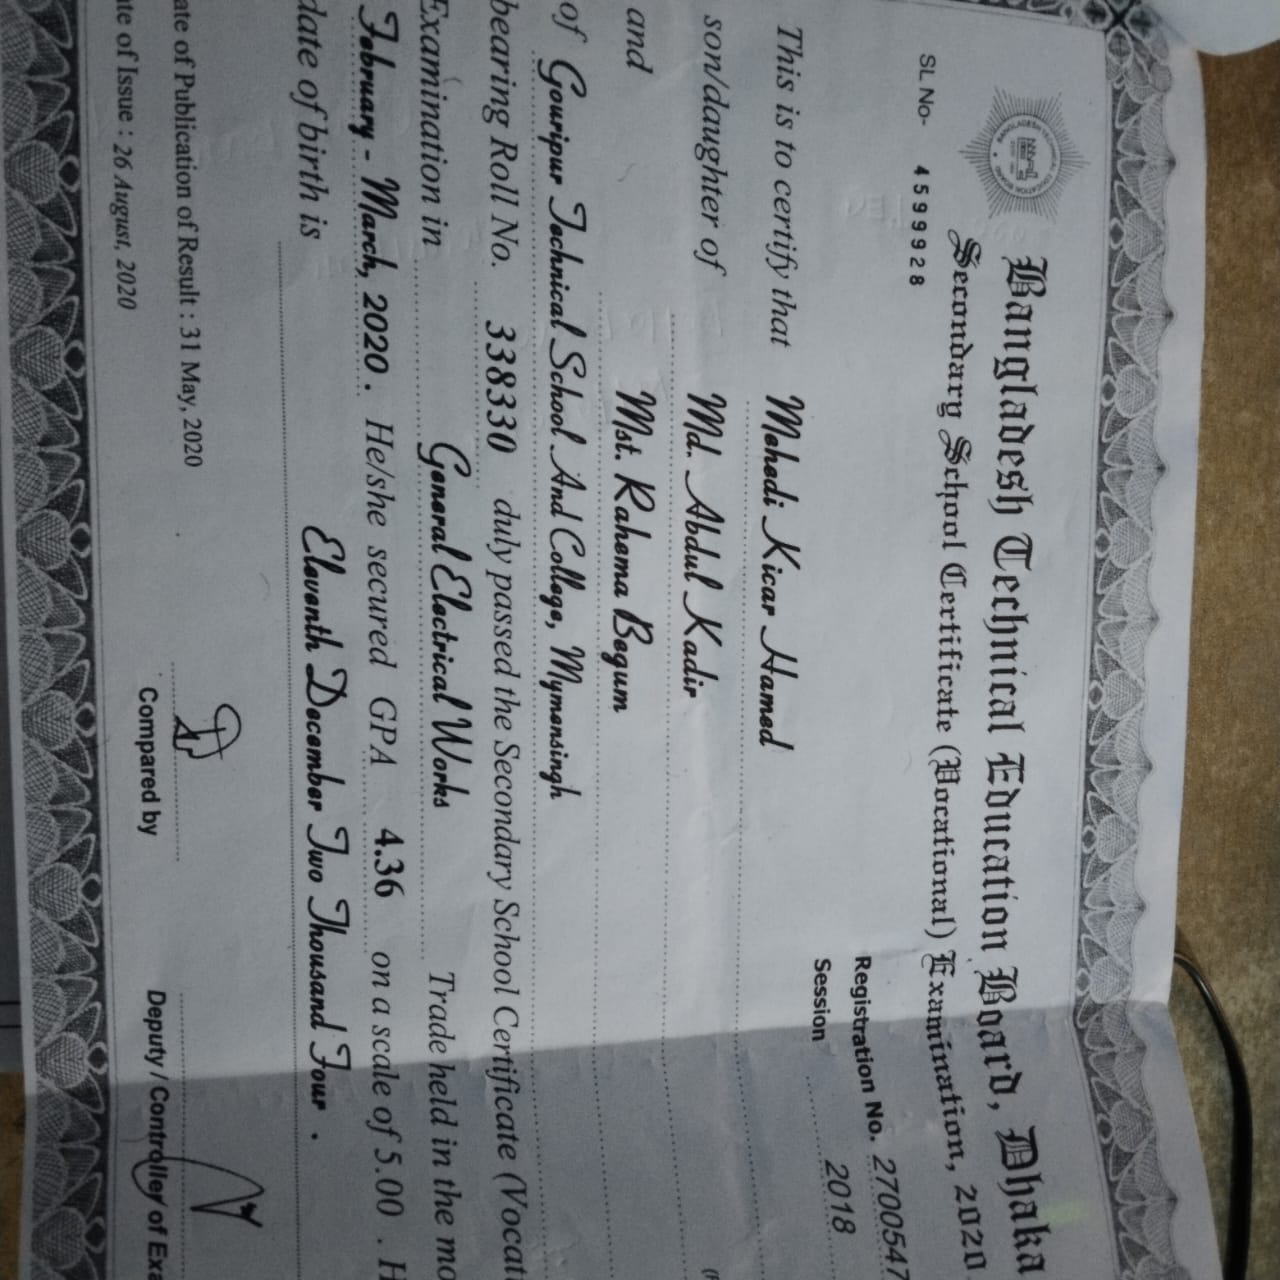 Bangladesh Technical Education Board, Dhaka
Secondary School Certificate (Vocational) Examination, 2020
SL No- 4599928
Registration No. 2700547
Session 2018
This is to certify that Mehedi Kicar Hamed
son/daughter of Md. Abdul Kadir
and Mst. Rahema Begum
of Gouripur Technical School And College, Mymensingh
bearing Roll No. 338330 duly passed the Secondary School Certificate (Vocati
Examination in General Electrical Works Trade held in the mo
February - March, 2020. He/she secured GPA 4.36 on a scale of 5.00 . H
date of birth is Eleventh December Two Thousand Four .
ate of Publication of Result : 31 May, 2020
te of Issue : 26 August, 2020
Compared by
Deputy / Controller of Exa